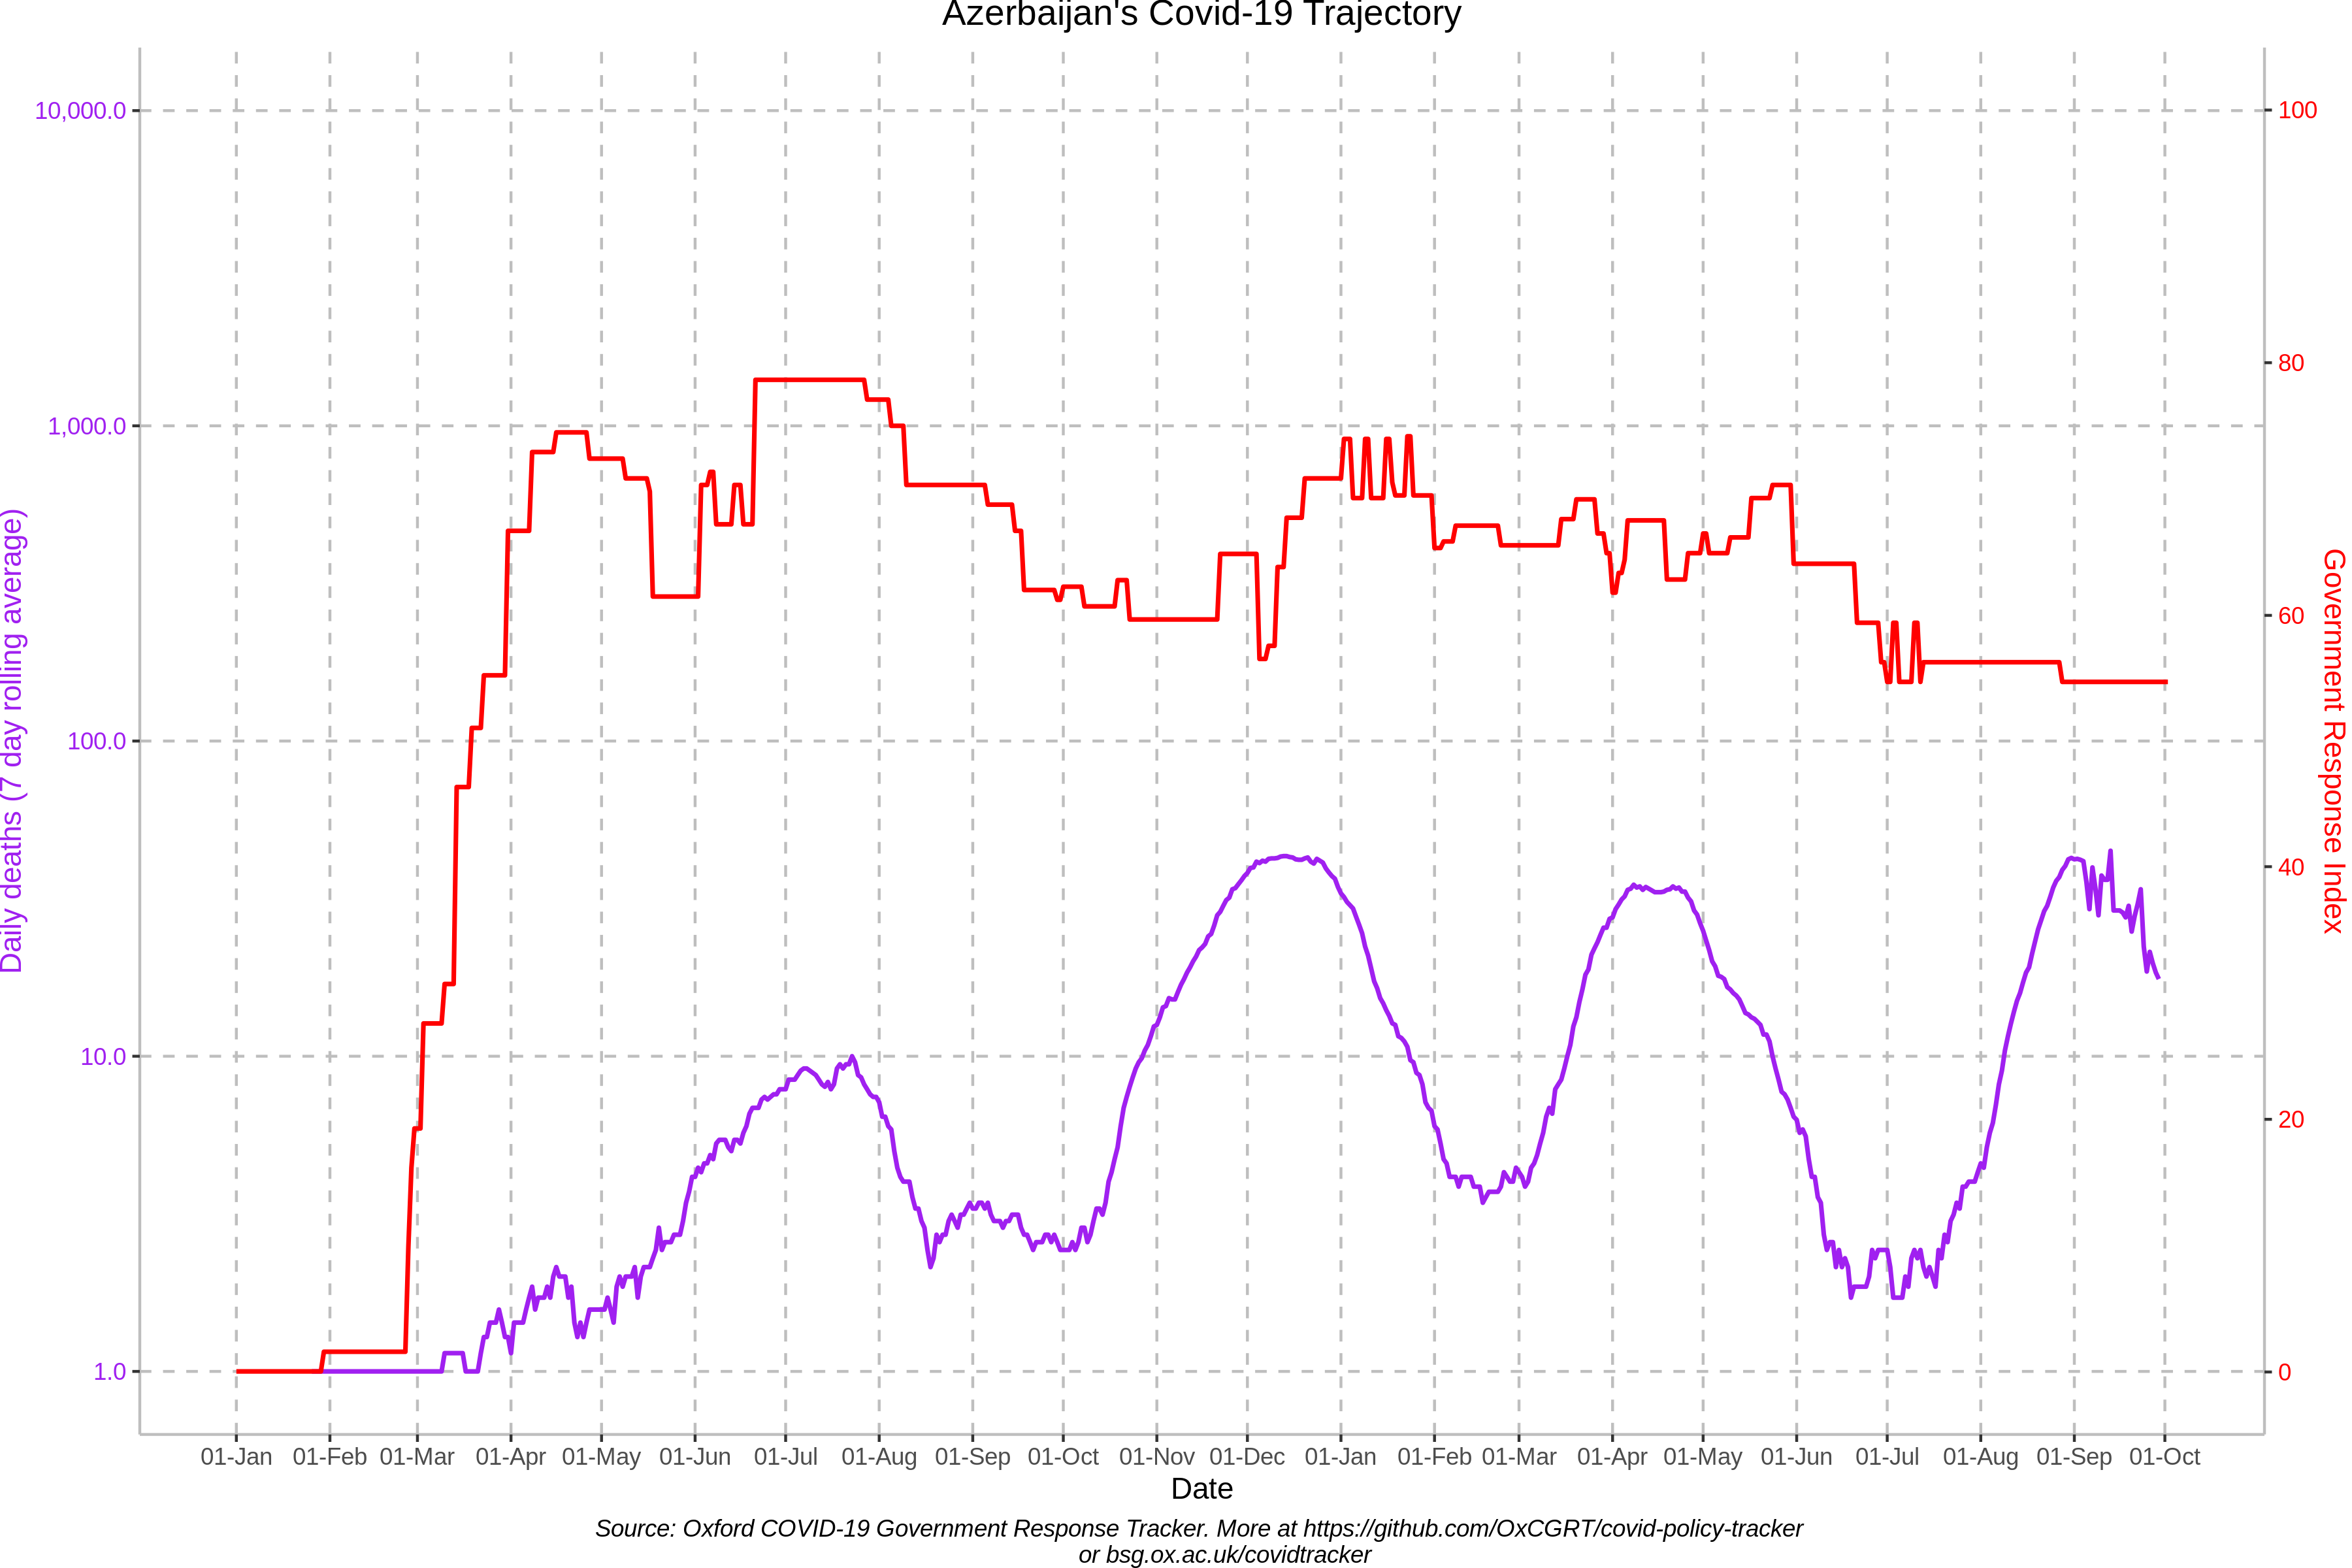 Azerbaijan's Covid-19 Trajectory
10,000.0
1,000.0
100.0
10.0
1.0
Daily deaths (7 day rolling average)
100
80
60
40
20
0
Government Response Index
01-Jan 01-Feb 01-Mar 01-Apr 01-May 01-Jun 01-Jul 01-Aug 01-Sep 01-Oct 01-Nov 01-Dec 01-Jan 01-Feb 01-Mar 01-Apr 01-May 01-Jun 01-Jul 01-Aug 01-Sep 01-Oct
Date
Source: Oxford COVID-19 Government Response Tracker. More at https://github.com/OxCGRT/covid-policy-tracker
or bsg.ox.ac.uk/covidtracker